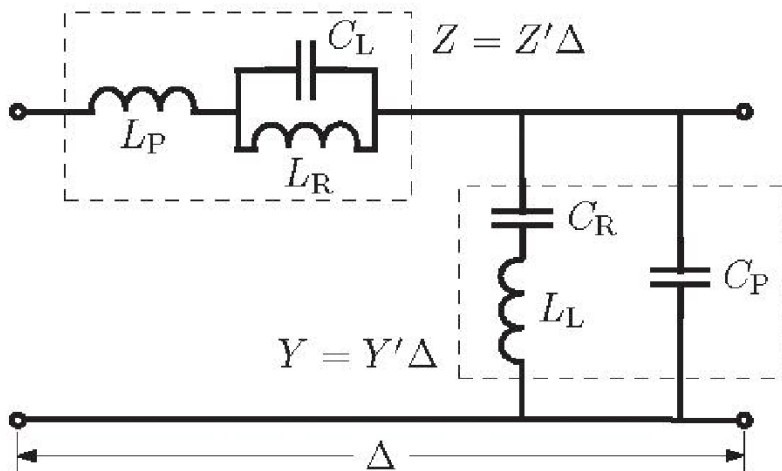 C_L
Z = Z′Δ
L_P
L_R
C_R
C_P
L_L
Y = Y′Δ
Δ